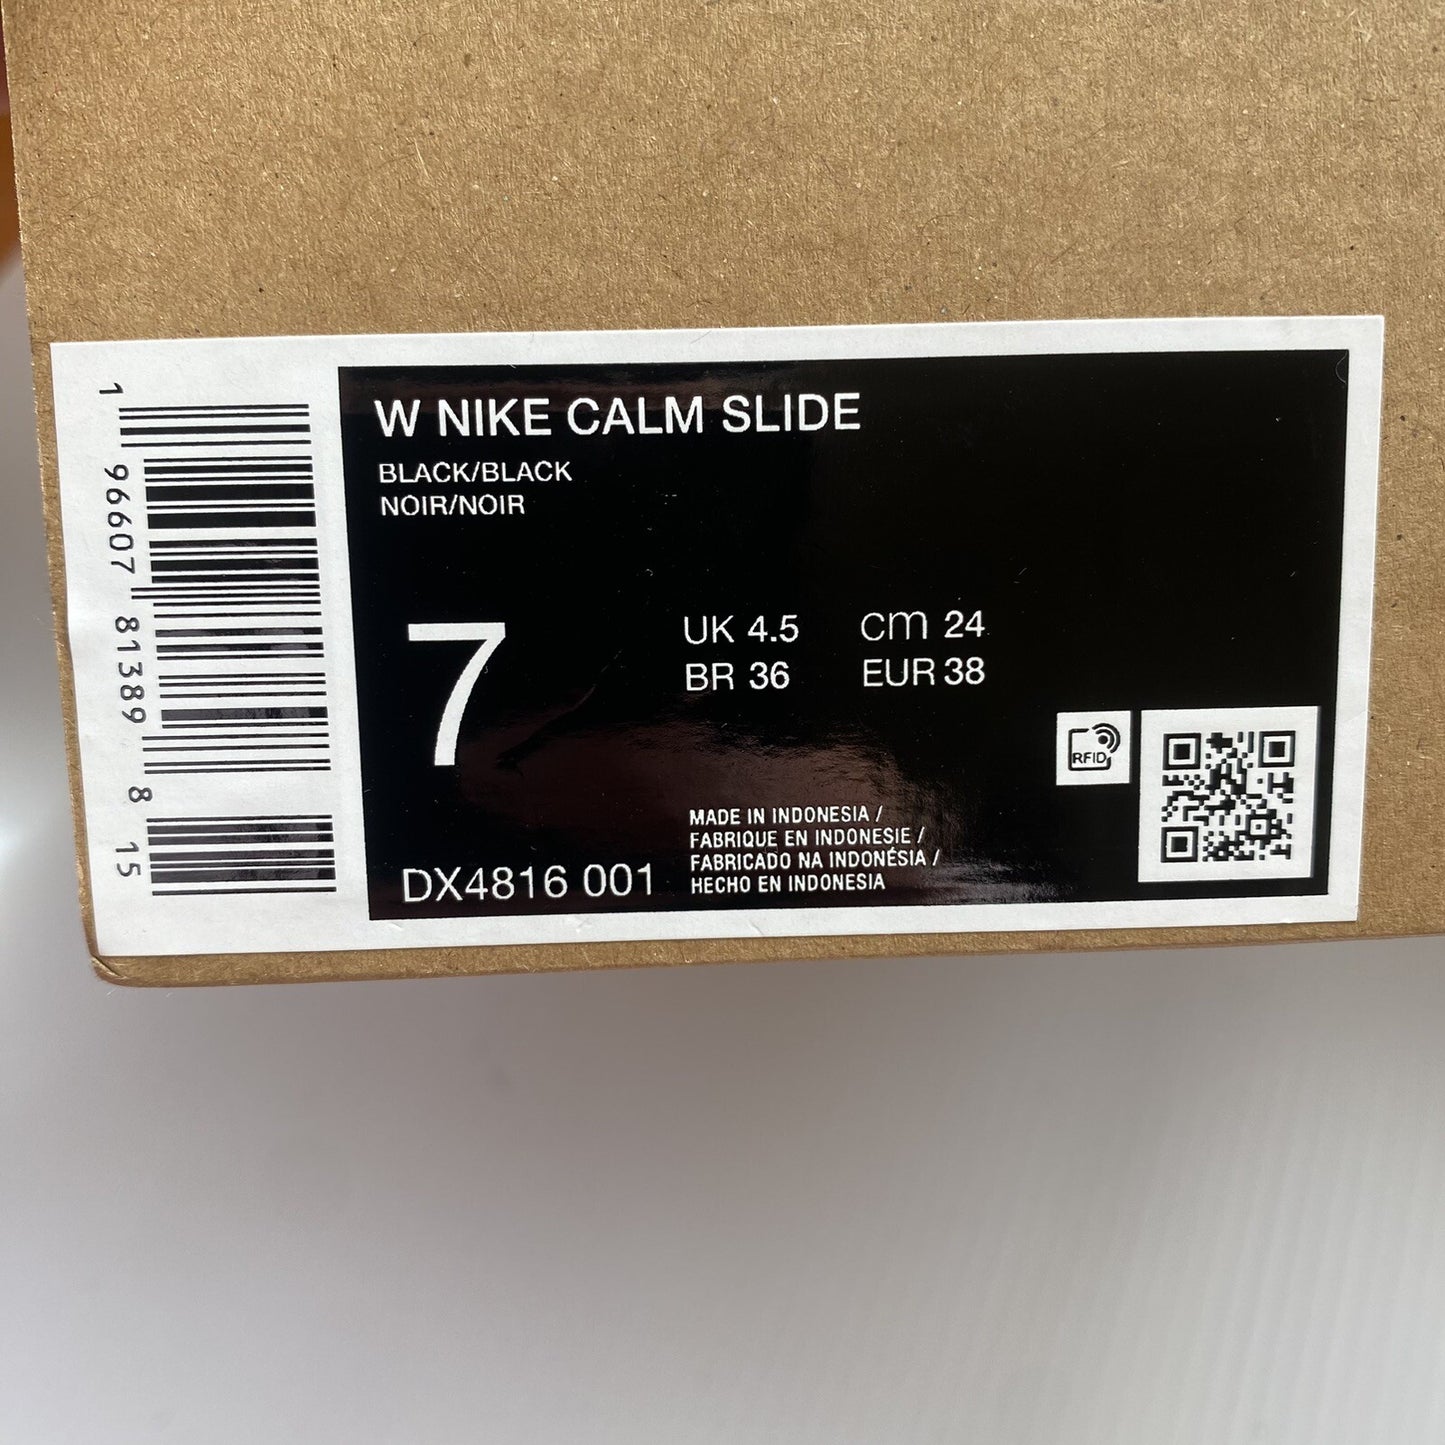 W NIKE CALM SLIDE
BLACK/BLACK
NOIR/NOIR
7
UK 4.5
cm 24
BR 36
EUR 38
RFID
DX4816 001
MADE IN INDONESIA /
FABRIQUE EN INDONESIE /
FABRICADO NA INDONÉSIA /
HECHO EN INDONESIA
1 96607 81389 8 15